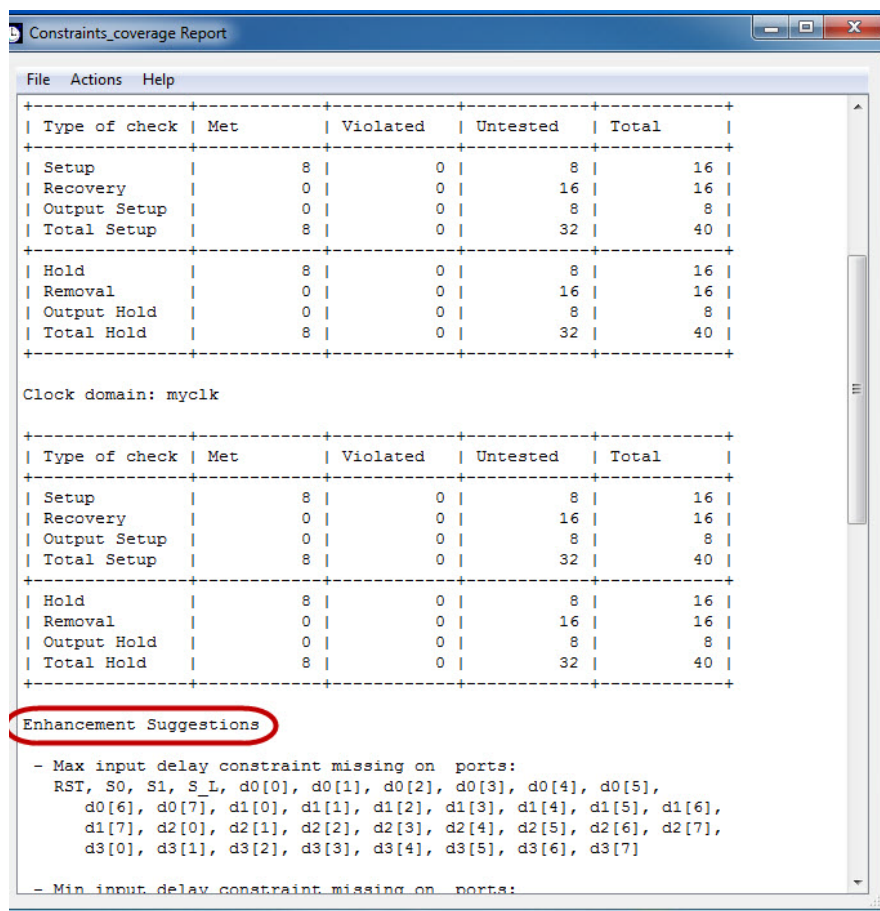 Constraints_coverage Report
File Actions Help
+---------------+------------+------------+------------+------------+
| Type of check | Met        | Violated   | Untested   | Total      |
+---------------+------------+------------+------------+------------+
| Setup         |          8 |          0 |          8 |         16 |
| Recovery      |          0 |          0 |         16 |         16 |
| Output Setup  |          0 |          0 |          8 |          8 |
| Total Setup   |          8 |          0 |         32 |         40 |
+---------------+------------+------------+------------+------------+
| Hold          |          8 |          0 |          8 |         16 |
| Removal       |          0 |          0 |         16 |         16 |
| Output Hold   |          0 |          0 |          8 |          8 |
| Total Hold    |          8 |          0 |         32 |         40 |
+---------------+------------+------------+------------+------------+
Clock domain: myclk
+---------------+------------+------------+------------+------------+
| Type of check | Met        | Violated   | Untested   | Total      |
+---------------+------------+------------+------------+------------+
| Setup         |          8 |          0 |          8 |         16 |
| Recovery      |          0 |          0 |         16 |         16 |
| Output Setup  |          0 |          0 |          8 |          8 |
| Total Setup   |          8 |          0 |         32 |         40 |
+---------------+------------+------------+------------+------------+
| Hold          |          8 |          0 |          8 |         16 |
| Removal       |          0 |          0 |         16 |         16 |
| Output Hold   |          0 |          0 |          8 |          8 |
| Total Hold    |          8 |          0 |         32 |         40 |
+---------------+------------+------------+------------+------------+
Enhancement Suggestions
- Max input delay constraint missing on  ports:
RST, S0, S1, S_L, d0[0], d0[1], d0[2], d0[3], d0[4], d0[5],
d0[6], d0[7], d1[0], d1[1], d1[2], d1[3], d1[4], d1[5], d1[6],
d1[7], d2[0], d2[1], d2[2], d2[3], d2[4], d2[5], d2[6], d2[7],
d3[0], d3[1], d3[2], d3[3], d3[4], d3[5], d3[6], d3[7]
- Min input delay constraint missing on  ports: